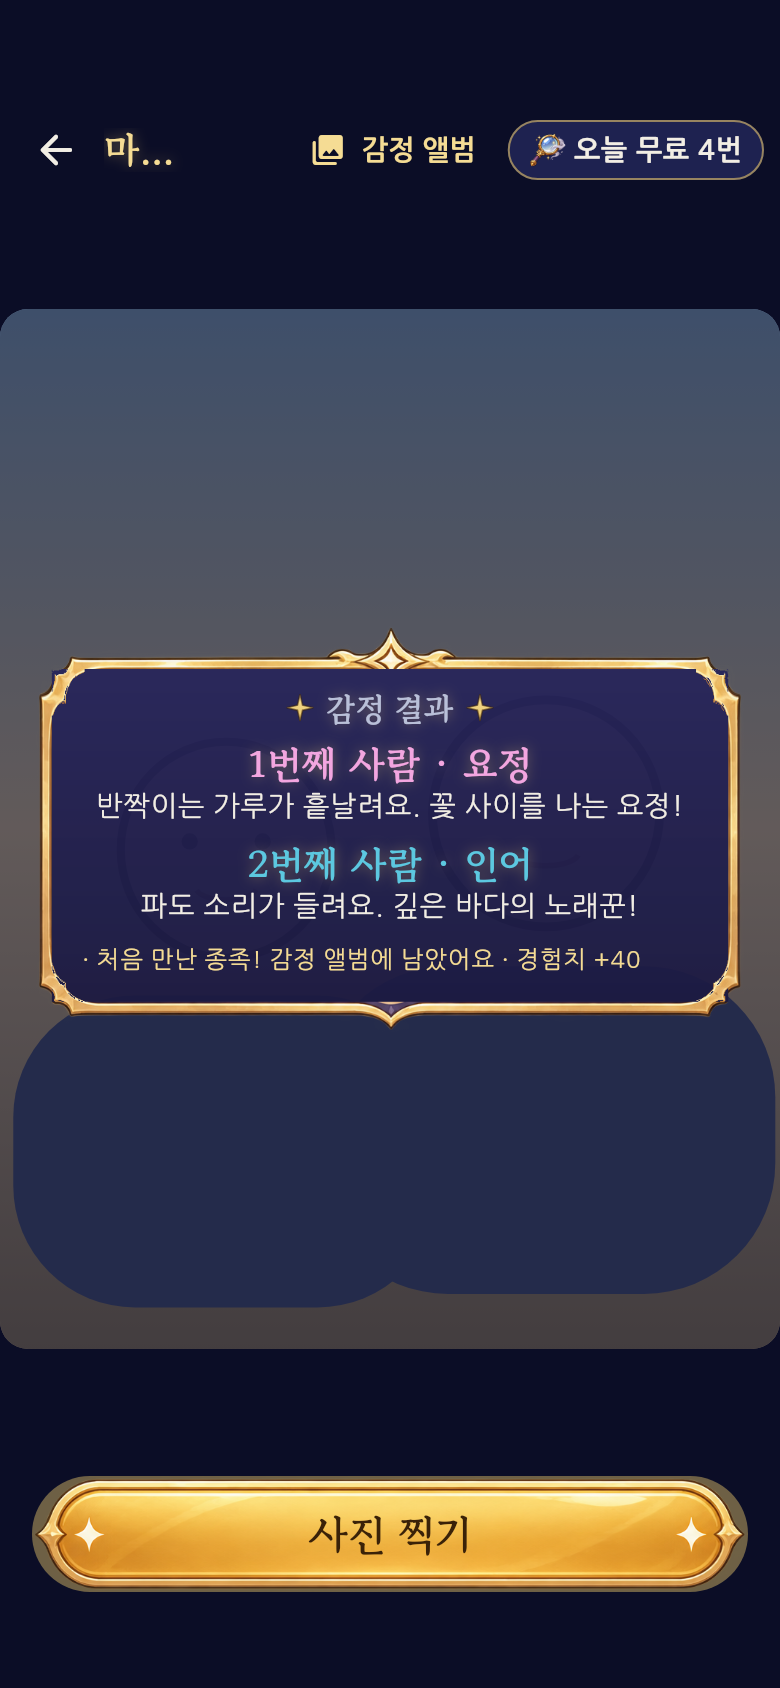 마...
감정 앨범
오늘 무료 4번
감정 결과
1번째 사람 · 요정
반짝이는 가루가 흩날려요. 꽃 사이를 나는 요정!
2번째 사람 · 인어
파도 소리가 들려요. 깊은 바다의 노래꾼!
· 처음 만난 종족! 감정 앨범에 남았어요 · 경험치 +40
사진 찍기